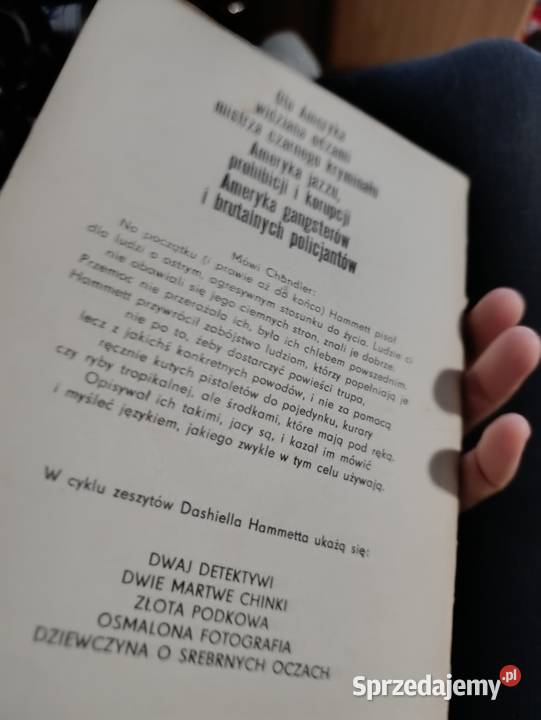 Oto Ameryka
widziana oczami
mistrza czarnego kryminału
Ameryka jazzu,
prohibicji i korupcji
Ameryka gangsterów
i brutalnych policjantów
Mówi Chandler:
Na początku (i prawie aż do końca) Hammett pisał
dla ludzi o ostrym, agresywnym stosunku do życia. Ludzie ci
nie obawiali się jego ciemnych stron, znali je dobrze.
Przemoc nie przerażała ich, była ich chlebem powszednim.
Hammett przywrócił zabójstwo ludziom, którzy popełniają je
lecz z jakichś konkretnych powodów, i nie za pomocą
nie po to, żeby dostarczyć powieści trupa,
ręcznie kutych pistoletów do pojedynku, kurary
czy ryby tropikalnej, ale środkami, które mają pod ręką.
Opisywał ich takimi, jacy są, i kazał im mówić
i myśleć językiem, jakiego zwykle w tym celu używają.
W cyklu zeszytów Dashiella Hammetta ukażą się:
DWAJ DETEKTYWI
DWIE MARTWE CHINKI
ZŁOTA PODKOWA
OSMALONA FOTOGRAFIA
DZIEWCZYNA O SREBRNYCH OCZACH
Sprzedajemy.pl